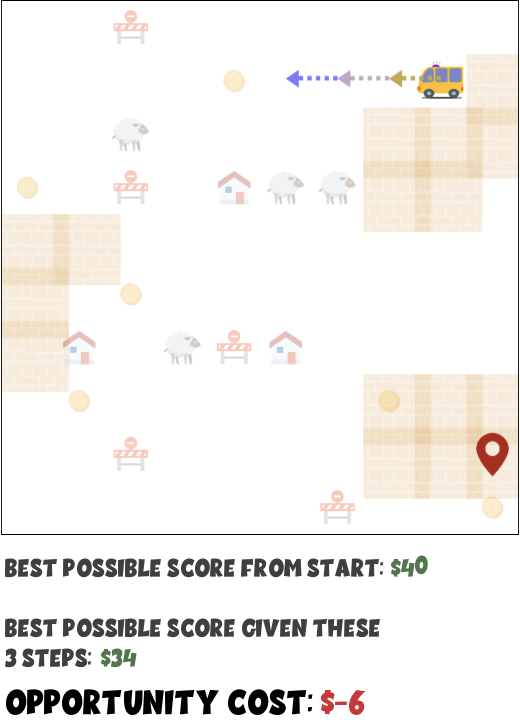 BEST POSSIBLE SCORE FROM START: $40
BEST POSSIBLE SCORE GIVEN THESE
3 STEPS: $34
OPPORTUNITY COST: $-6